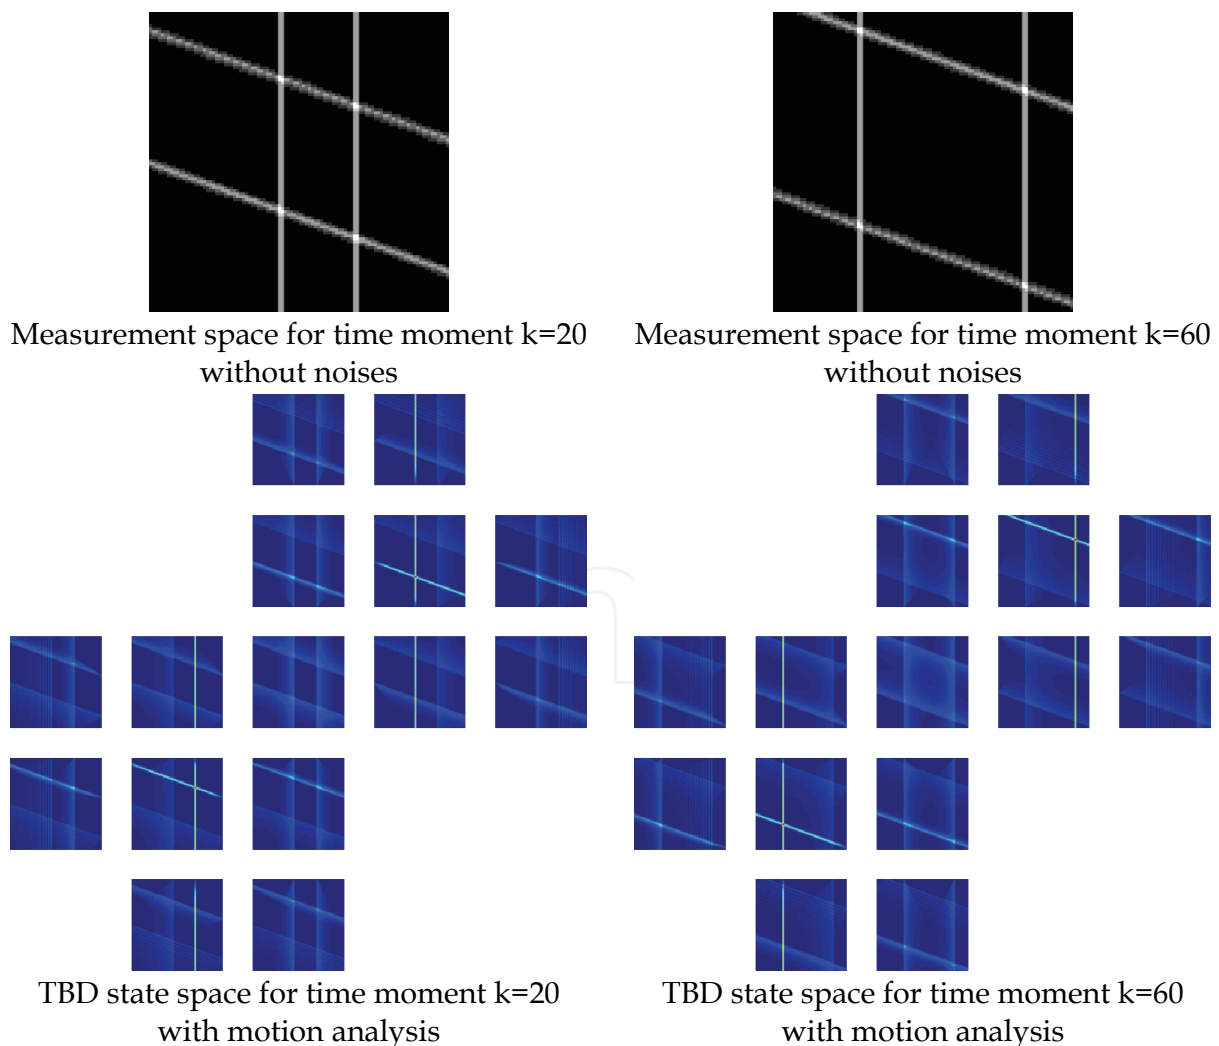 Measurement space for time moment k=20
without noises
Measurement space for time moment k=60
without noises
TBD state space for time moment k=20
with motion analysis
TBD state space for time moment k=60
with motion analysis